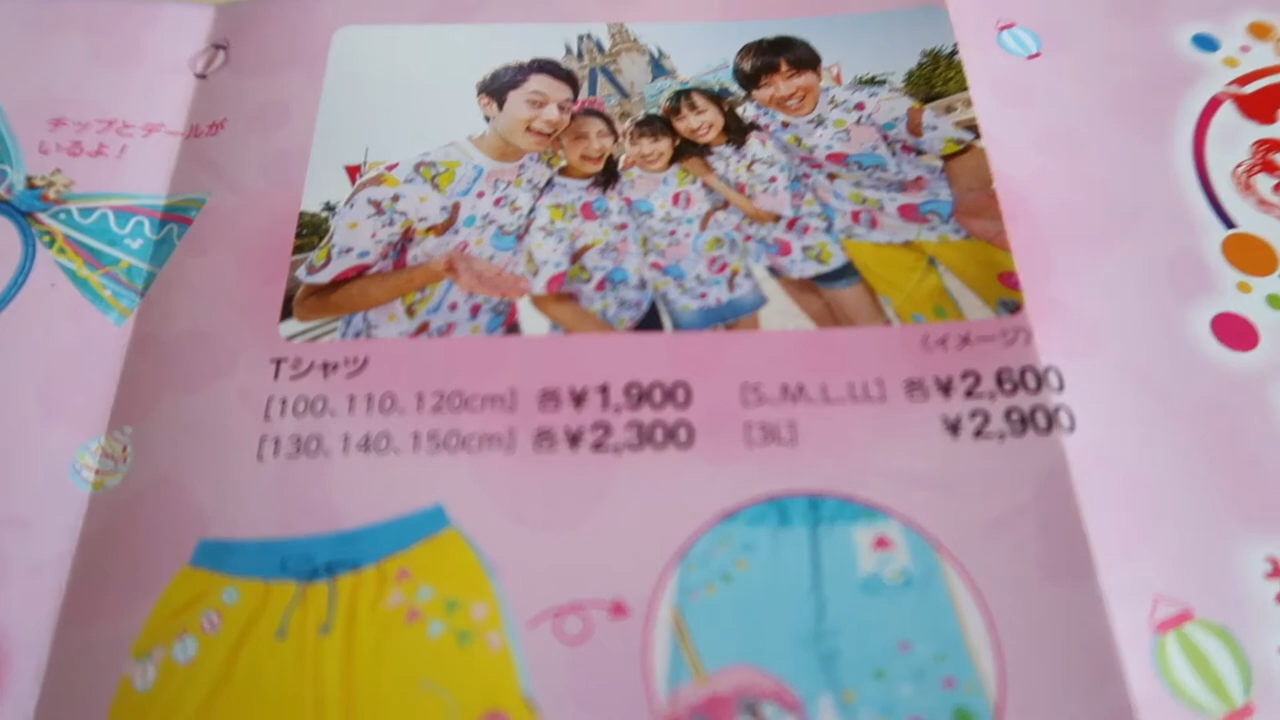 チップとデールが
いるよ！
(イメージ)
Tシャツ
[100、110、120cm] 各¥1,900
[130、140、150cm] 各¥2,300
[S、M、L、LL] 各¥2,600
[3L] ¥2,900